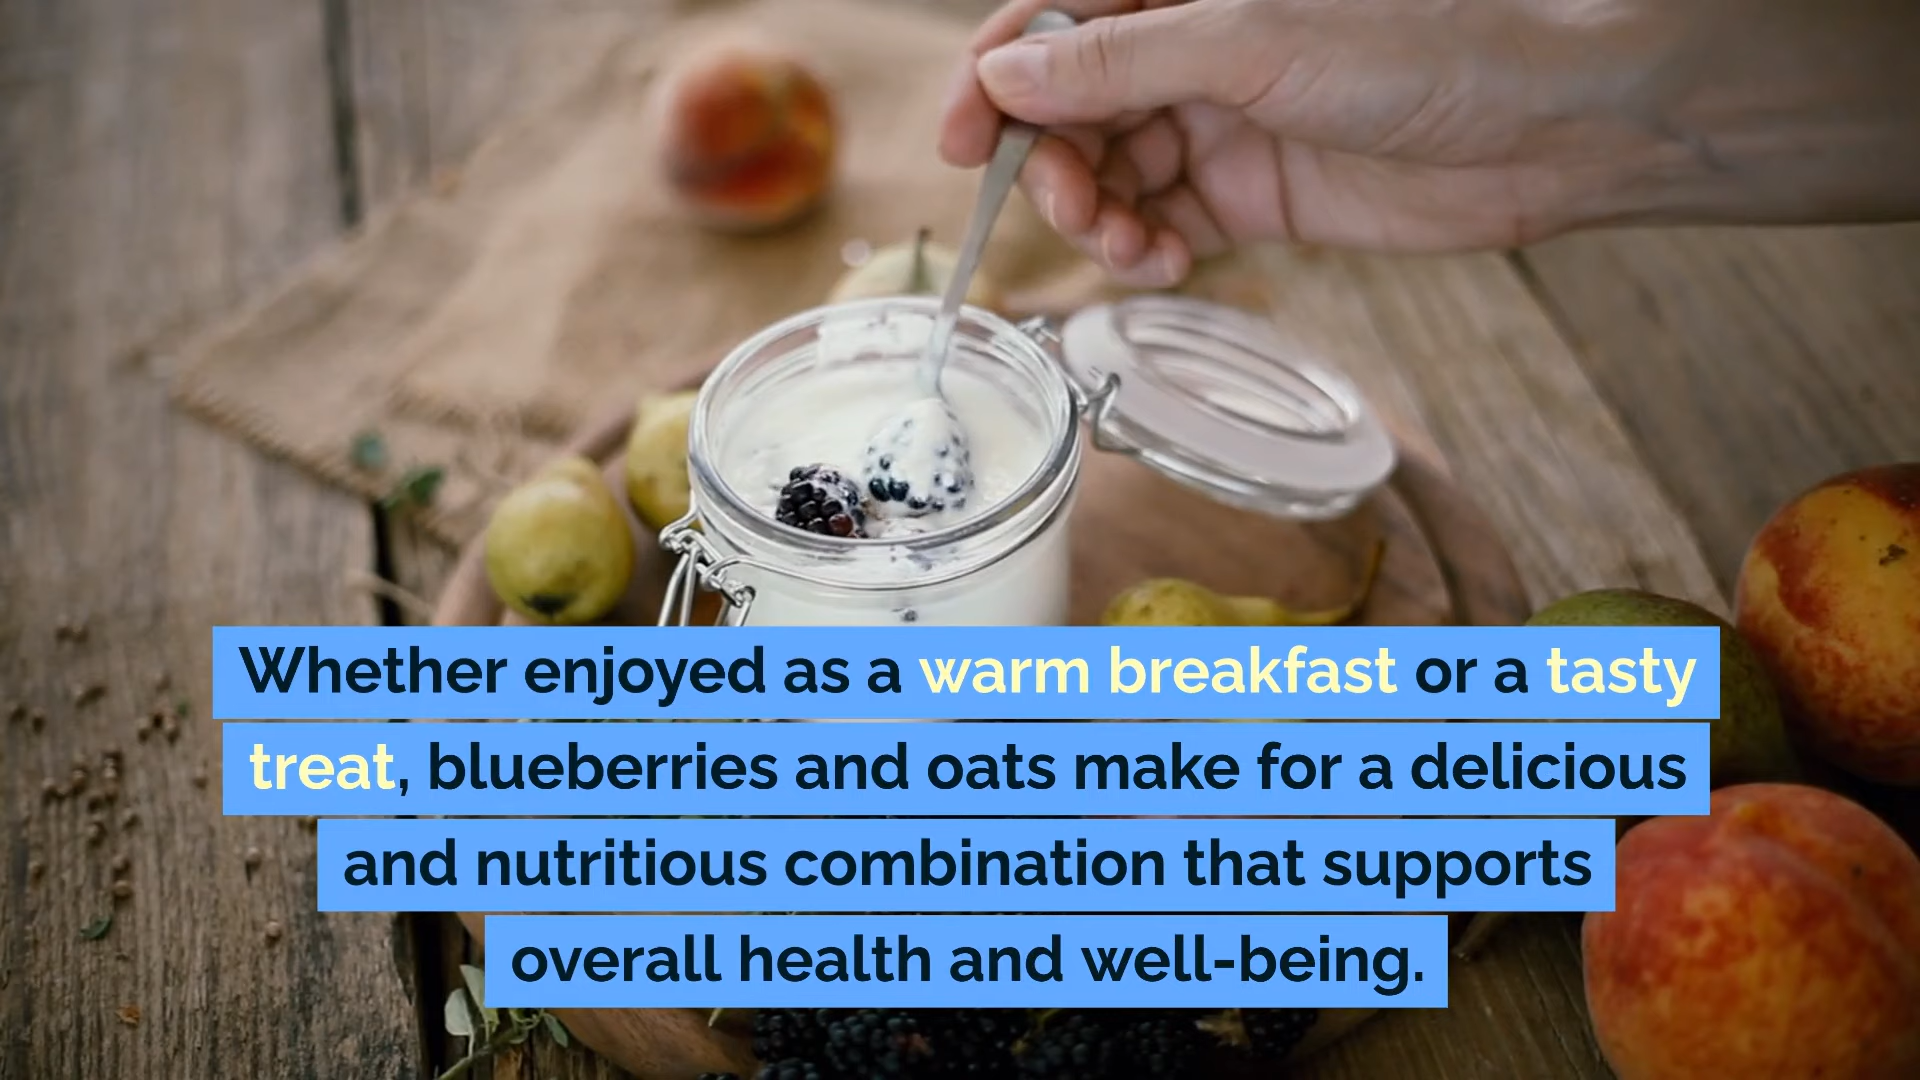 Whether enjoyed as a warm breakfast or a tasty
treat, blueberries and oats make for a delicious
and nutritious combination that supports
overall health and well-being.